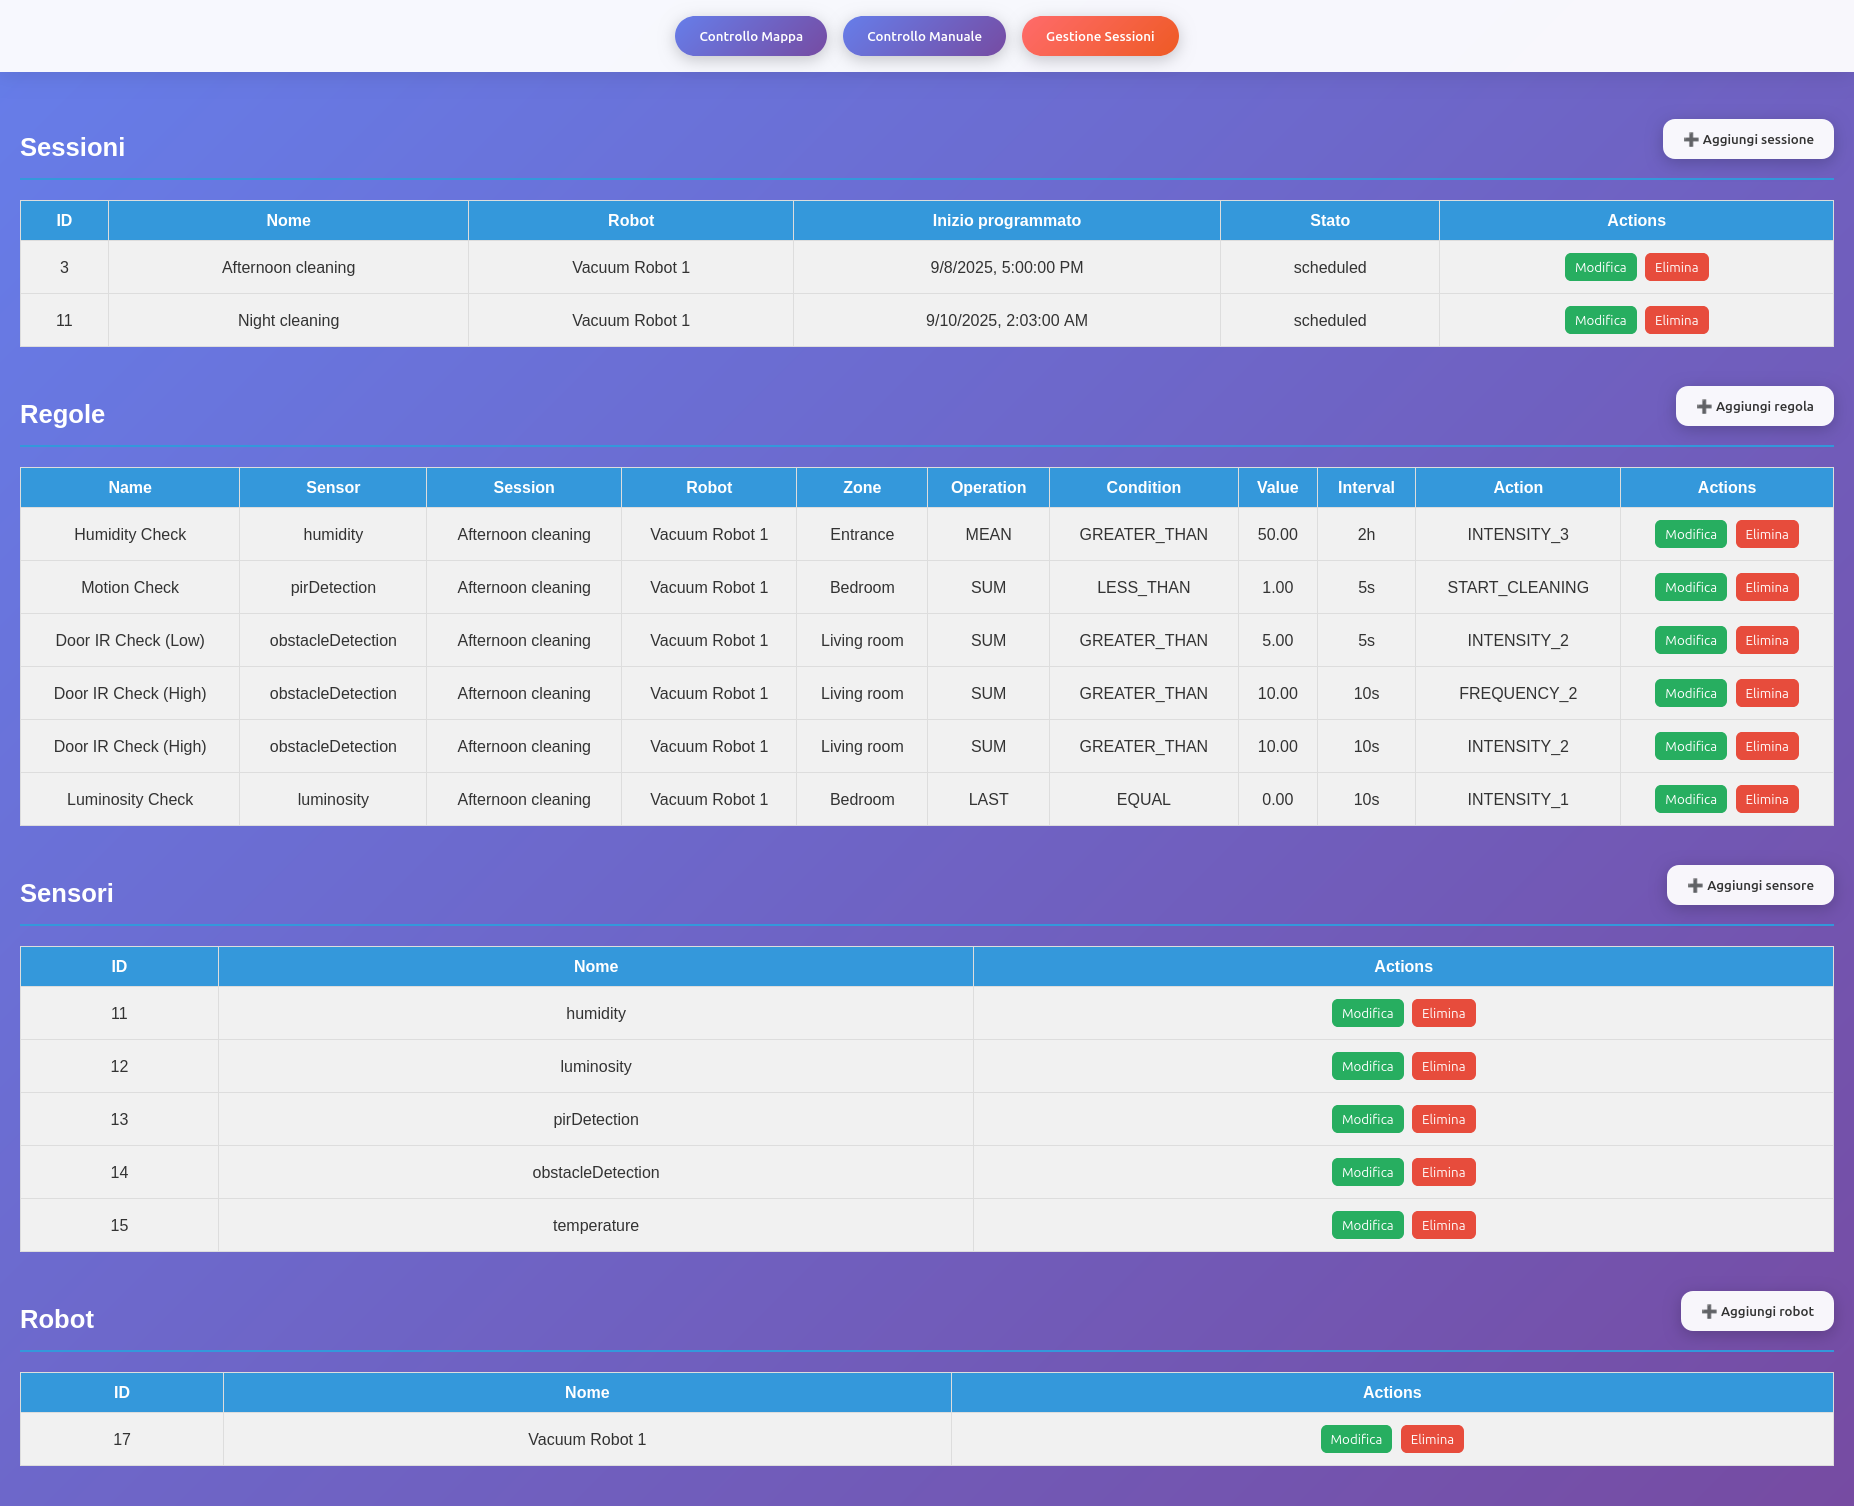 Controllo Mappa Controllo Manuale Gestione Sessioni
Sessioni ➕ Aggiungi sessione
ID Nome Robot Inizio programmato Stato Actions
3 Afternoon cleaning Vacuum Robot 1 9/8/2025, 5:00:00 PM scheduled Modifica Elimina
11 Night cleaning Vacuum Robot 1 9/10/2025, 2:03:00 AM scheduled Modifica Elimina
Regole ➕ Aggiungi regola
Name Sensor Session Robot Zone Operation Condition Value Interval Action Actions
Humidity Check humidity Afternoon cleaning Vacuum Robot 1 Entrance MEAN GREATER_THAN 50.00 2h INTENSITY_3 Modifica Elimina
Motion Check pirDetection Afternoon cleaning Vacuum Robot 1 Bedroom SUM LESS_THAN 1.00 5s START_CLEANING Modifica Elimina
Door IR Check (Low) obstacleDetection Afternoon cleaning Vacuum Robot 1 Living room SUM GREATER_THAN 5.00 5s INTENSITY_2 Modifica Elimina
Door IR Check (High) obstacleDetection Afternoon cleaning Vacuum Robot 1 Living room SUM GREATER_THAN 10.00 10s FREQUENCY_2 Modifica Elimina
Door IR Check (High) obstacleDetection Afternoon cleaning Vacuum Robot 1 Living room SUM GREATER_THAN 10.00 10s INTENSITY_2 Modifica Elimina
Luminosity Check luminosity Afternoon cleaning Vacuum Robot 1 Bedroom LAST EQUAL 0.00 10s INTENSITY_1 Modifica Elimina
Sensori ➕ Aggiungi sensore
ID Nome Actions
11 humidity Modifica Elimina
12 luminosity Modifica Elimina
13 pirDetection Modifica Elimina
14 obstacleDetection Modifica Elimina
15 temperature Modifica Elimina
Robot ➕ Aggiungi robot
ID Nome Actions
17 Vacuum Robot 1 Modifica Elimina